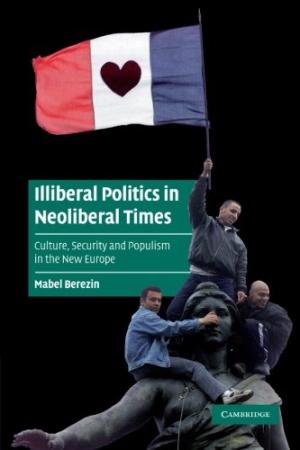 Illiberal Politics in
Neoliberal Times
Culture, Security and Populism
in the New Europe
Mabel Berezin
CAMBRIDGE